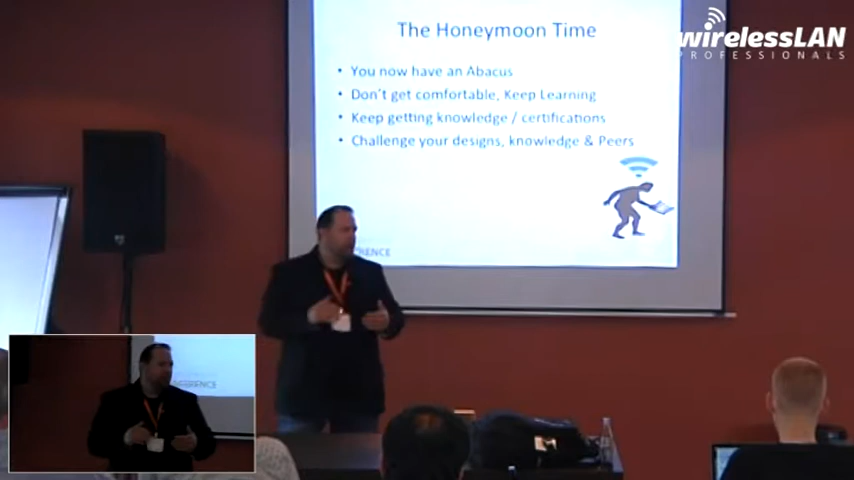 The Honeymoon Time
wirelessLAN
PROFESSIONALS
• You now have an Abacus
• Don't get comfortable, Keep Learning
• Keep getting knowledge / certifications
• Challenge your designs, knowledge & Peers